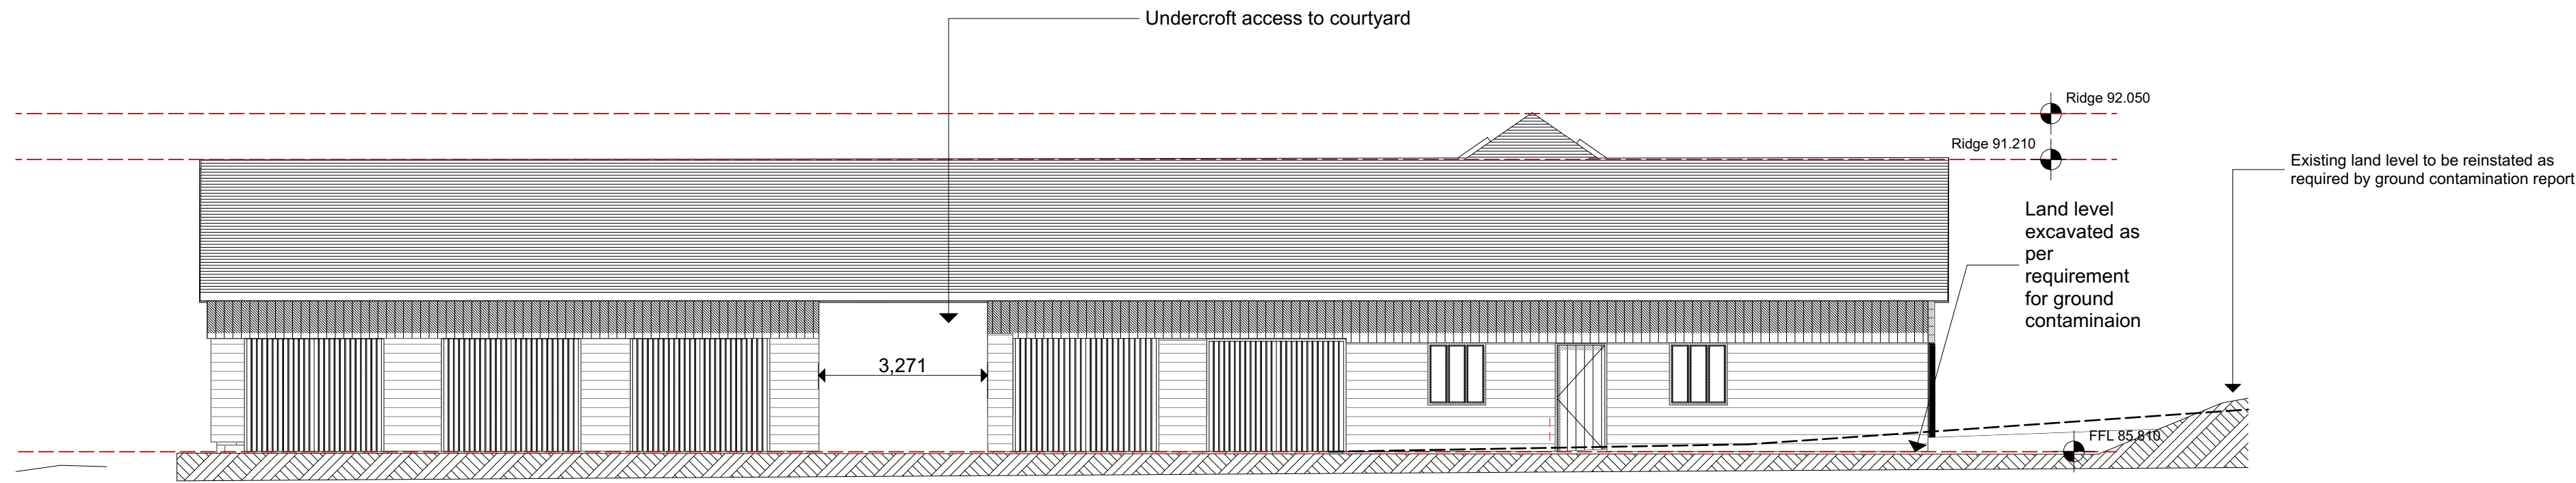 Undercroft access to courtyard
Ridge 92.050
Ridge 91.210
Existing land level to be reinstated as
required by ground contamination report
Land level
excavated as
per
requirement
for ground
contaminaion
3,271
FFL 85.810